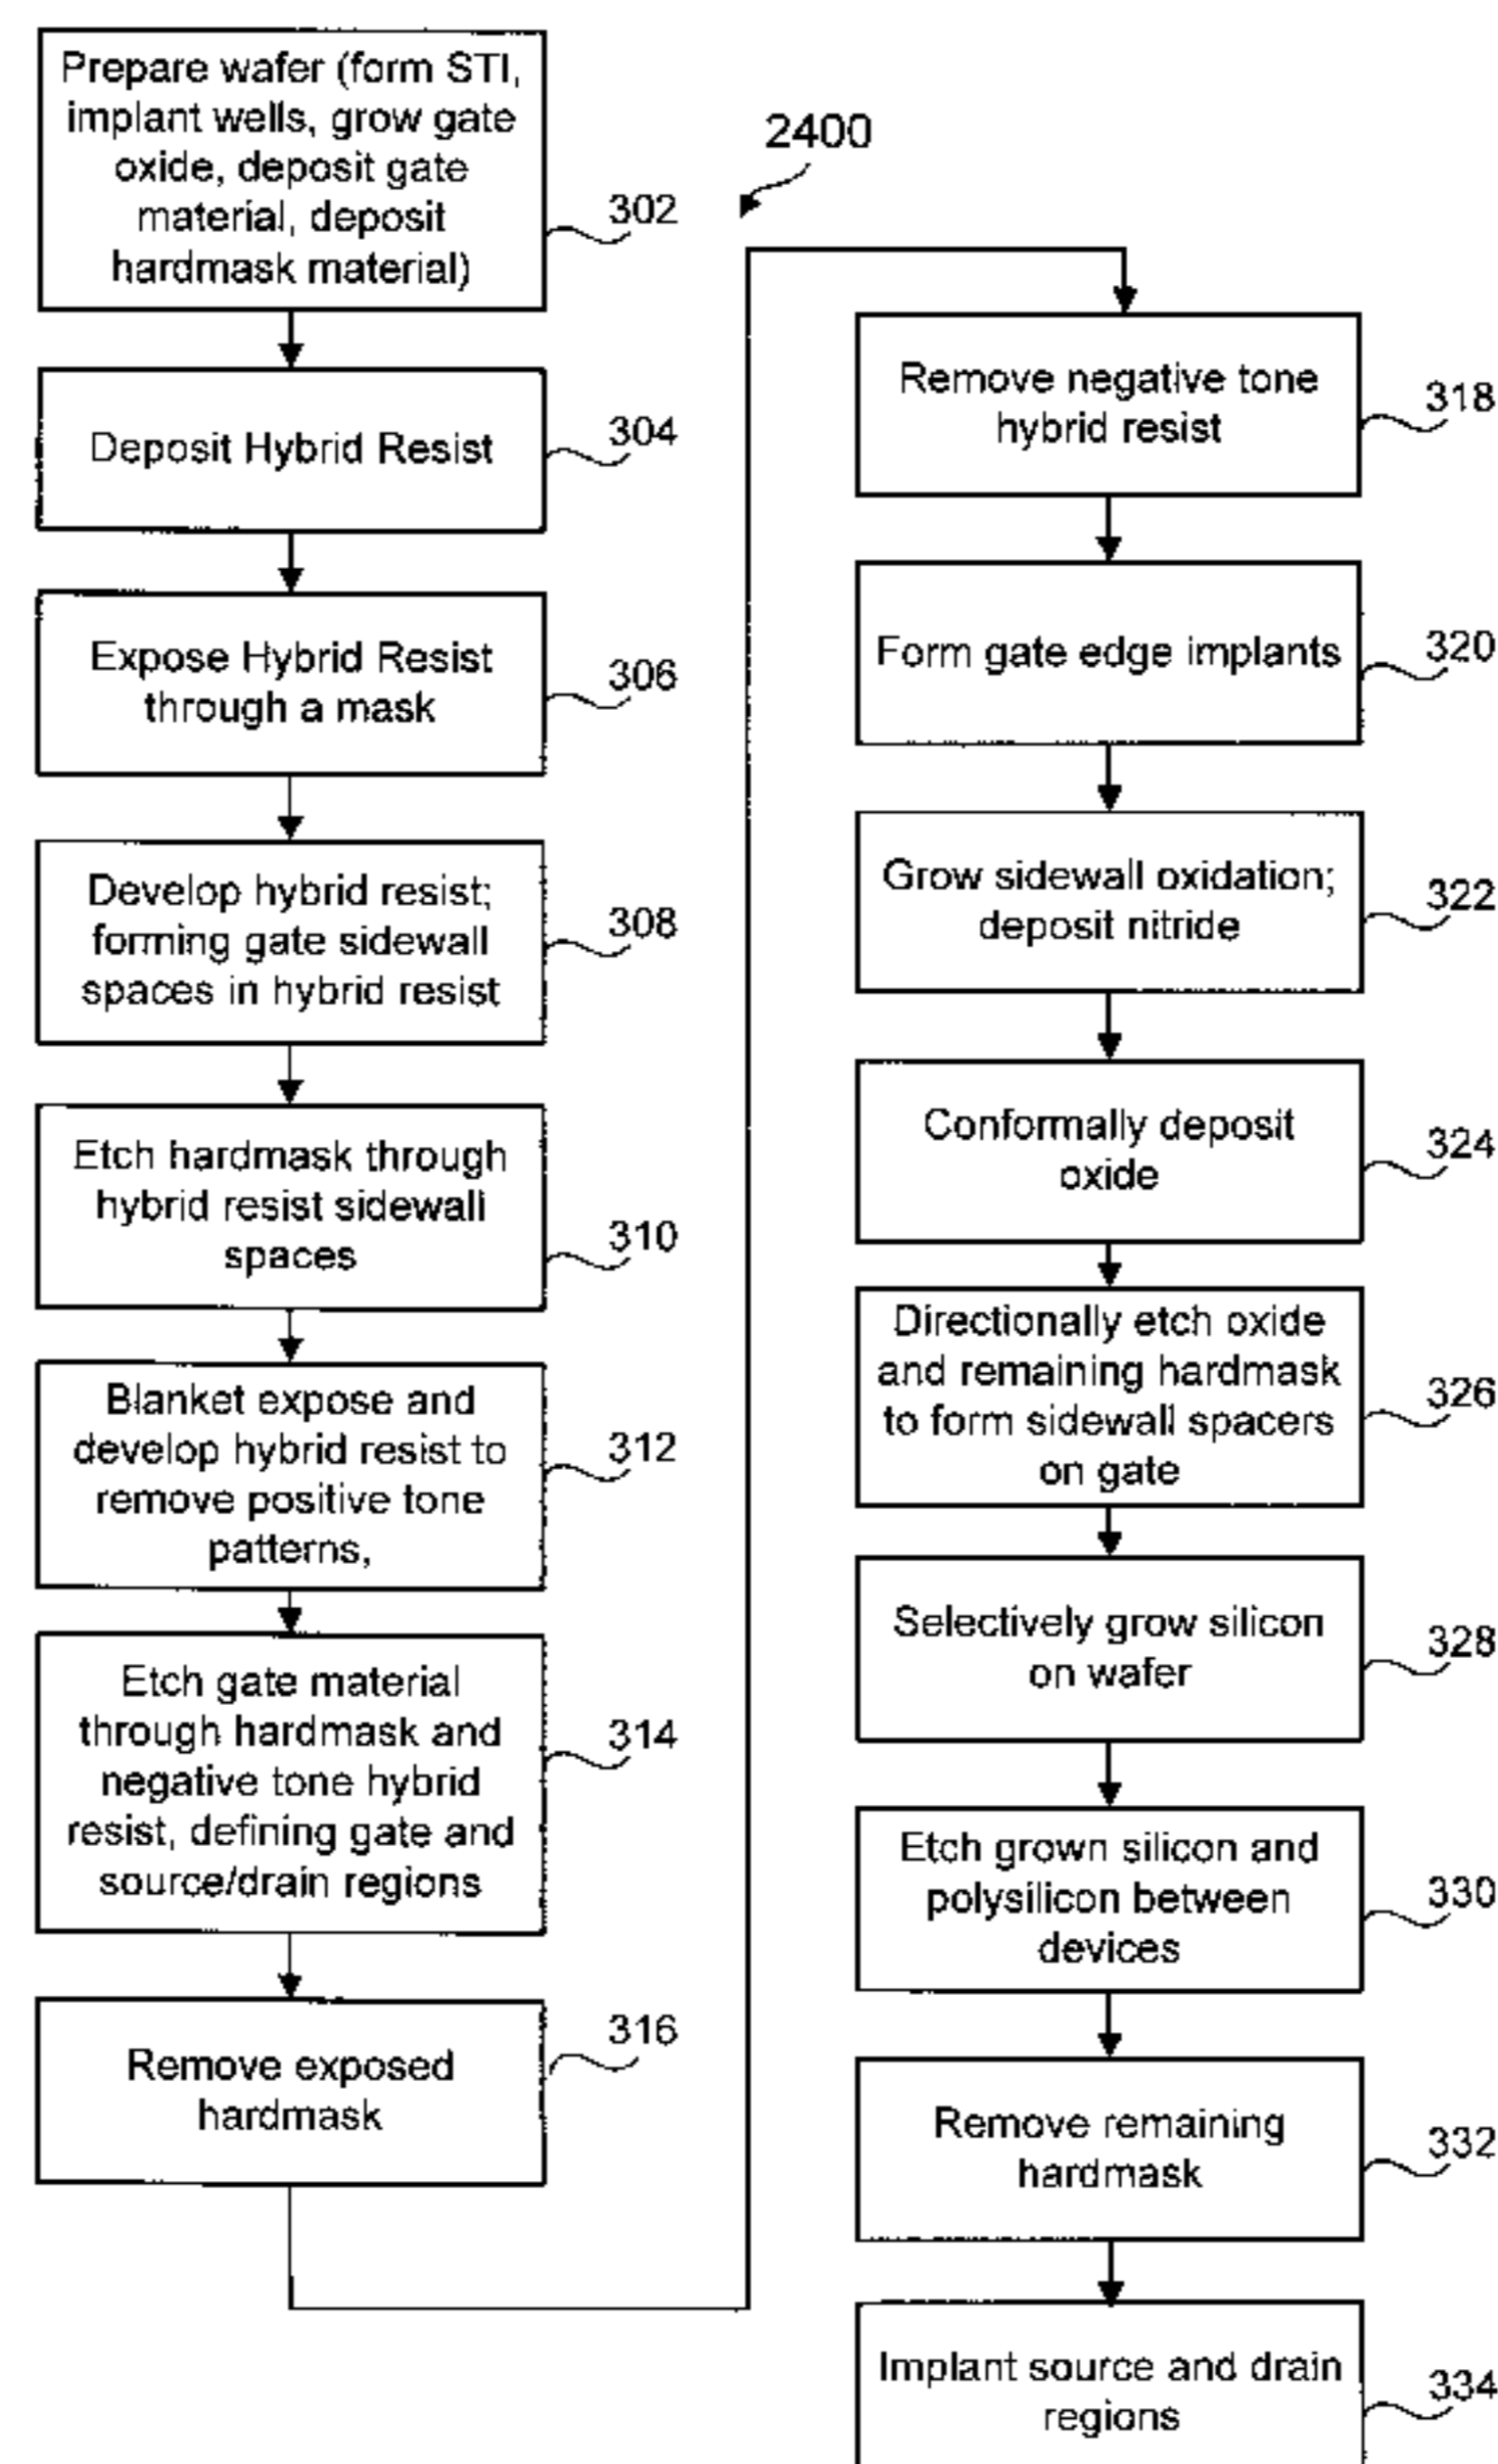 Prepare wafer (form STI,
implant wells, grow gate
oxide, deposit gate
material, deposit
hardmask material)
302
Deposit Hybrid Resist
304
Expose Hybrid Resist
through a mask
306
Develop hybrid resist;
forming gate sidewall
spaces in hybrid resist
308
Etch hardmask through
hybrid resist sidewall
spaces
310
Blanket expose and
develop hybrid resist to
remove positive tone
patterns,
312
Etch gate material
through hardmask and
negative tone hybrid
resist, defining gate and
source/drain regions
314
Remove exposed
hardmask
316
2400
Remove negative tone
hybrid resist
318
Form gate edge implants
320
Grow sidewall oxidation;
deposit nitride
322
Conformally deposit
oxide
324
Directionally etch oxide
and remaining hardmask
to form sidewall spacers
on gate
326
Selectively grow silicon
on wafer
328
Etch grown silicon and
polysilicon between
devices
330
Remove remaining
hardmask
332
Implant source and drain
regions
334